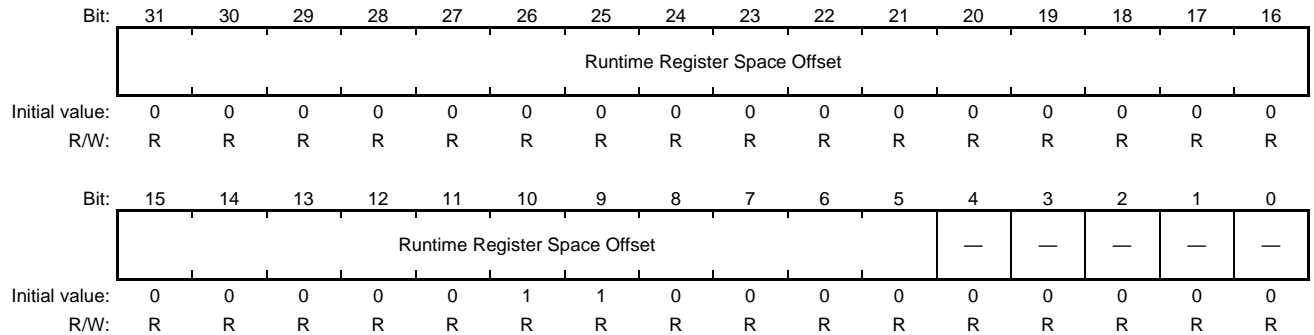 Bit: 31 30 29 28 27 26 25 24 23 22 21 20 19 18 17 16
Runtime Register Space Offset
Initial value: 0 0 0 0 0 0 0 0 0 0 0 0 0 0 0 0
R/W: R R R R R R R R R R R R R R R R
Bit: 15 14 13 12 11 10 9 8 7 6 5 4 3 2 1 0
Runtime Register Space Offset — — — — —
Initial value: 0 0 0 0 0 1 1 0 0 0 0 0 0 0 0 0
R/W: R R R R R R R R R R R R R R R R